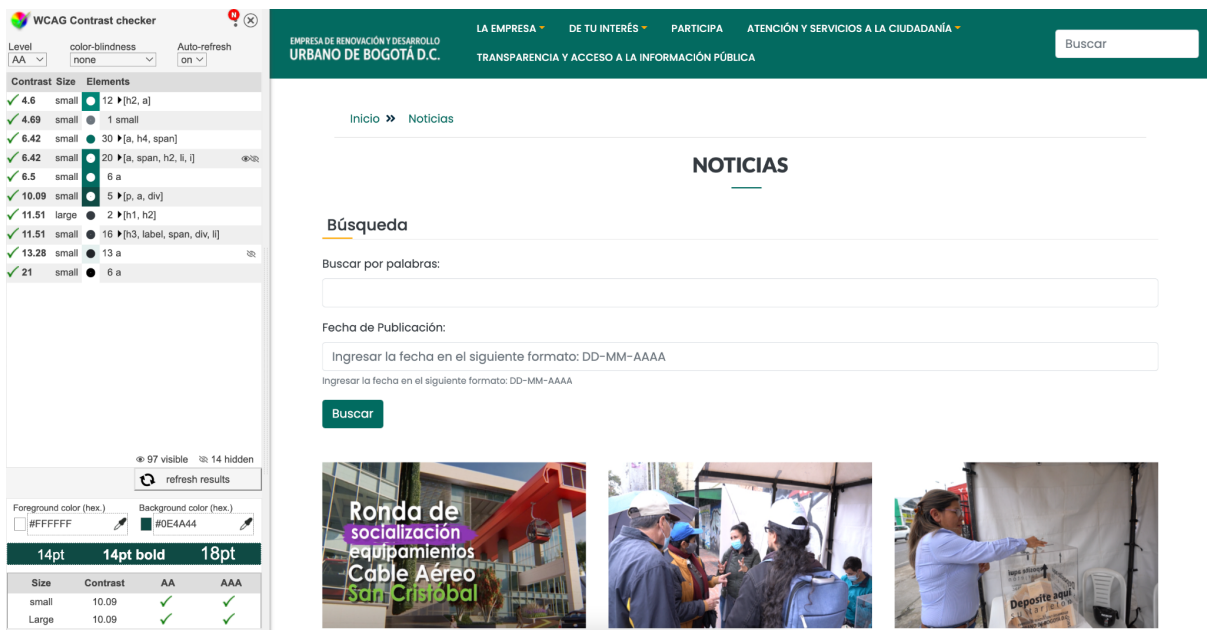 WCAG Contrast checker
N
Level color-blindness Auto-refresh
AA none on
Contrast Size Elements
4.6 small 12 [h2, a]
4.69 small 1 small
6.42 small 30 [a, h4, span]
6.42 small 20 [a, span, h2, li, i]
6.5 small 6 a
10.09 small 5 [p, a, div]
11.51 large 2 [h1, h2]
11.51 small 16 [h3, label, span, div, li]
13.28 small 13 a
21 small 6 a
97 visible 14 hidden
refresh results
Foreground color (hex.) Background color (hex.)
#FFFFFF #0E4A44
14pt 14pt bold 18pt
Size Contrast AA AAA
small 10.09
Large 10.09
EMPRESA DE RENOVACIÓN Y DESARROLLO
URBANO DE BOGOTÁ D.C.
LA EMPRESA DE TU INTERÉS PARTICIPA ATENCIÓN Y SERVICIOS A LA CIUDADANÍA
TRANSPARENCIA Y ACCESO A LA INFORMACIÓN PÚBLICA
Buscar
Inicio » Noticias
NOTICIAS
Búsqueda
Buscar por palabras:
Fecha de Publicación:
Ingresar la fecha en el siguiente formato: DD-MM-AAAA
Ingresar la fecha en el siguiente formato: DD-MM-AAAA
Buscar
Ronda de
socialización
equipamientos
Cable Aéreo
San Cristóbal
Deposite aquí